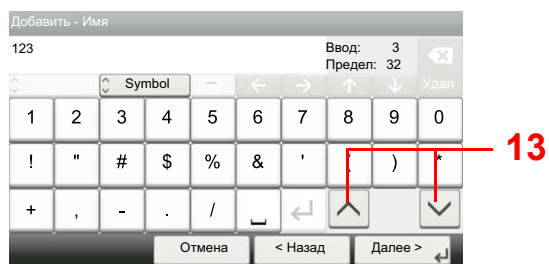 Добавить - Имя
123
Ввод: 3
Предел: 32
Symbol - Удал
1 2 3 4 5 6 7 8 9 0
! " # $ % & ' ( ) *
+ , - . /
Отмена < Назад Далее >
13